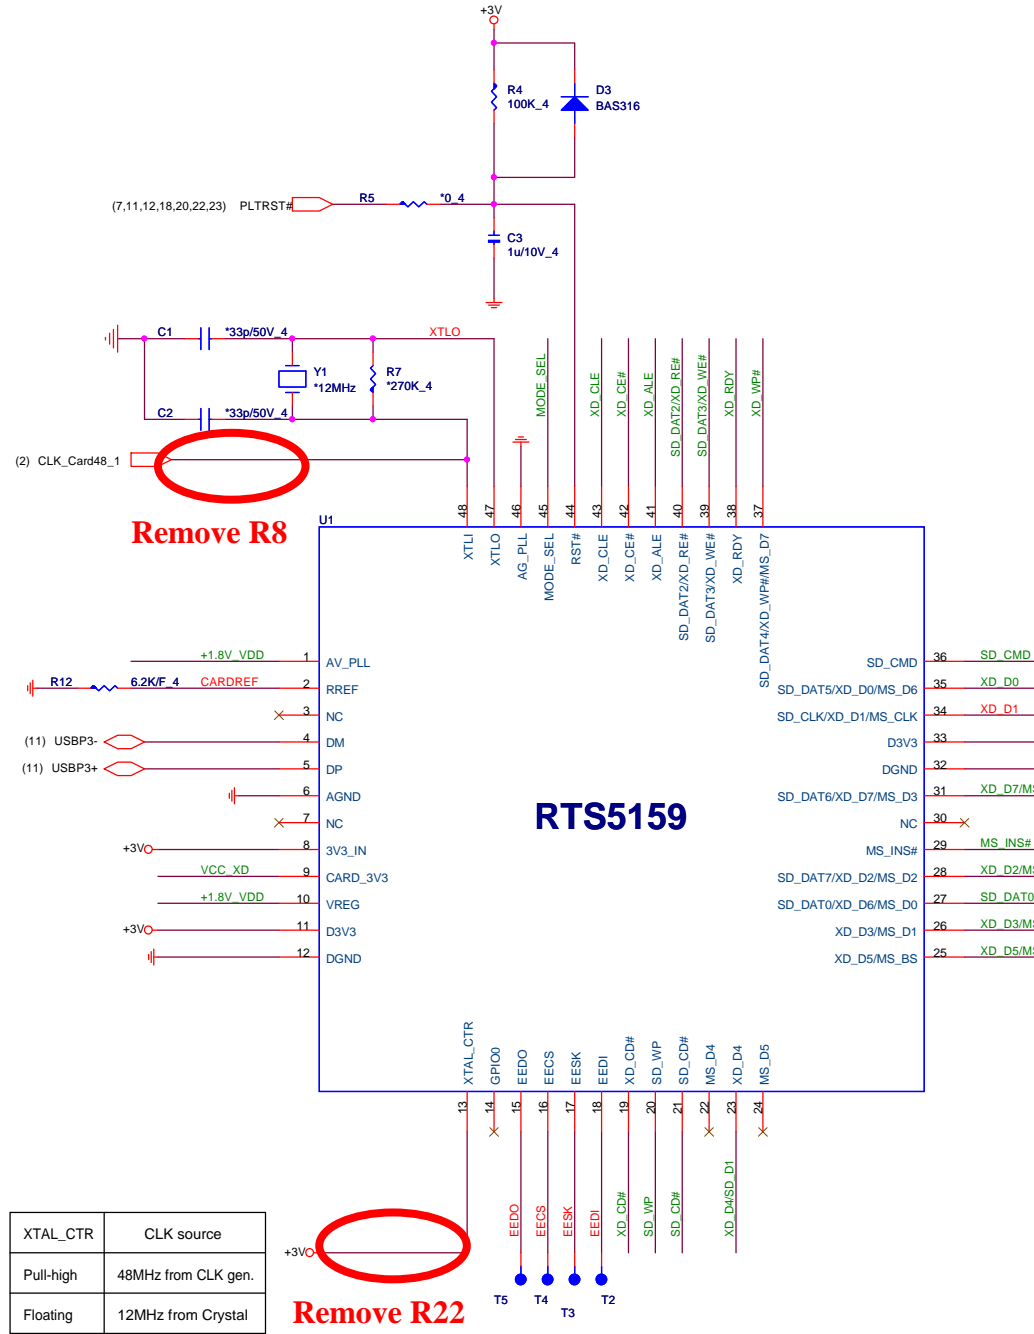 +3V
R4
100K_4
D3
BAS316
(7,11,12,18,20,22,23) PLTRST#
R5
*0_4
C3
1u/10V_4
C1
*33p/50V_4
XTLO
Y1
*12MHz
R7
*270K_4
C2
*33p/50V_4
(2) CLK_Card48_1
Remove R8
MODE_SEL
XD_CLE
XD_CE#
XD_ALE
SD_DAT2/XD_RE#
SD_DAT3/XD_WE#
XD_RDY
XD_WP#
U1
48 47 46 45 44 43 42 41 40 39 38 37
XTLI
XTLO
AG_PLL
MODE_SEL
RST#
XD_CLE
XD_CE#
XD_ALE
SD_DAT2/XD_RE#
SD_DAT3/XD_WE#
XD_RDY
SD_DAT4/XD_WP#/MS_D7
+1.8V_VDD 1 AV_PLL
R12 6.2K/F_4 CARDREF 2 RREF
3 NC
(11) USBP3- 4 DM
(11) USBP3+ 5 DP
6 AGND
7 NC
+3V 8 3V3_IN
VCC_XD 9 CARD_3V3
+1.8V_VDD 10 VREG
+3V 11 D3V3
12 DGND
RTS5159
SD_CMD 36 SD_CMD
SD_DAT5/XD_D0/MS_D6 35 XD_D0
SD_CLK/XD_D1/MS_CLK 34 XD_D1
D3V3 33
DGND 32
SD_DAT6/XD_D7/MS_D3 31 XD_D7/MS
NC 30
MS_INS# 29 MS_INS#
SD_DAT7/XD_D2/MS_D2 28 XD_D2/MS
SD_DAT0/XD_D6/MS_D0 27 SD_DAT0
XD_D3/MS_D1 26 XD_D3/MS
XD_D5/MS_BS 25 XD_D5/MS
XTAL_CTR
GPIO0
EEDO
EECS
EESK
EEDI
XD_CD#
SD_WP
SD_CD#
MS_D4
XD_D4
MS_D5
13 14 15 16 17 18 19 20 21 22 23 24
EEDO
EECS
EESK
EEDI
XD_CD#
SD_WP
SD_CD#
XD_D4/SD_D1
+3V
T5
T4
T3
T2
Remove R22
XTAL_CTR CLK source
Pull-high 48MHz from CLK gen.
Floating 12MHz from Crystal